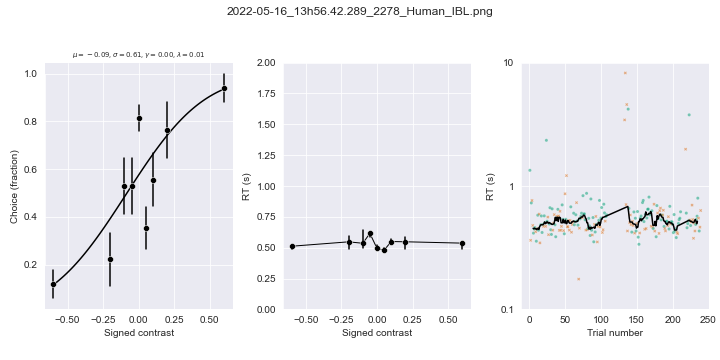 2022-05-16_13h56.42.289_2278_Human_IBL.png
μ = −0.09, σ = 0.61, γ = 0.00, λ = 0.01
1.0
0.8
0.6
0.4
0.2
Choice (fraction)
−0.50 −0.25 0.00 0.25 0.50
Signed contrast
2.00
1.75
1.50
1.25
1.00
0.75
0.50
0.25
0.00
RT (s)
−0.50 −0.25 0.00 0.25 0.50
Signed contrast
10
1
0.1
RT (s)
0 50 100 150 200 250
Trial number